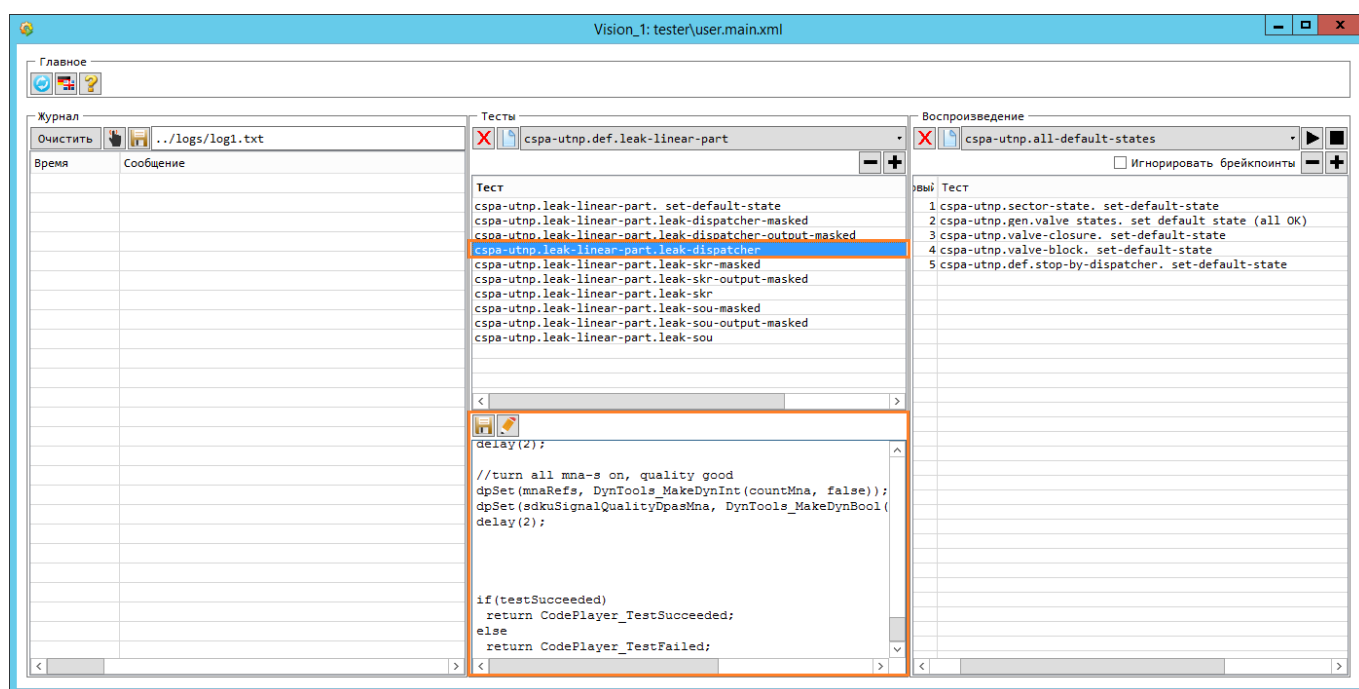 Vision_1: tester\user.main.xml
Главное
Журнал
Очистить ../logs/log1.txt
Время Сообщение
Тесты
cspa-utnp.def.leak-linear-part
Тест
cspa-utnp.leak-linear-part. set-default-state
cspa-utnp.leak-linear-part.leak-dispatcher-masked
cspa-utnp.leak-linear-part.leak-dispatcher-output-masked
cspa-utnp.leak-linear-part.leak-dispatcher
cspa-utnp.leak-linear-part.leak-skr-masked
cspa-utnp.leak-linear-part.leak-skr-output-masked
cspa-utnp.leak-linear-part.leak-skr
cspa-utnp.leak-linear-part.leak-sou-masked
cspa-utnp.leak-linear-part.leak-sou-output-masked
cspa-utnp.leak-linear-part.leak-sou
delay(2);
//turn all mna-s on, quality good
dpSet(mnaRefs, DynTools_MakeDynInt(countMna, false));
dpSet(sdkuSignalQualityDpasMna, DynTools_MakeDynBool(
delay(2);
if(testSucceeded)
return CodePlayer_TestSucceeded;
else
return CodePlayer_TestFailed;
Воспроизведение
cspa-utnp.all-default-states
Игнорировать брейкпоинты
Тест
1 cspa-utnp.sector-state. set-default-state
2 cspa-utnp.gen.valve states. set default state (all OK)
3 cspa-utnp.valve-closure. set-default-state
4 cspa-utnp.valve-block. set-default-state
5 cspa-utnp.def.stop-by-dispatcher. set-default-state